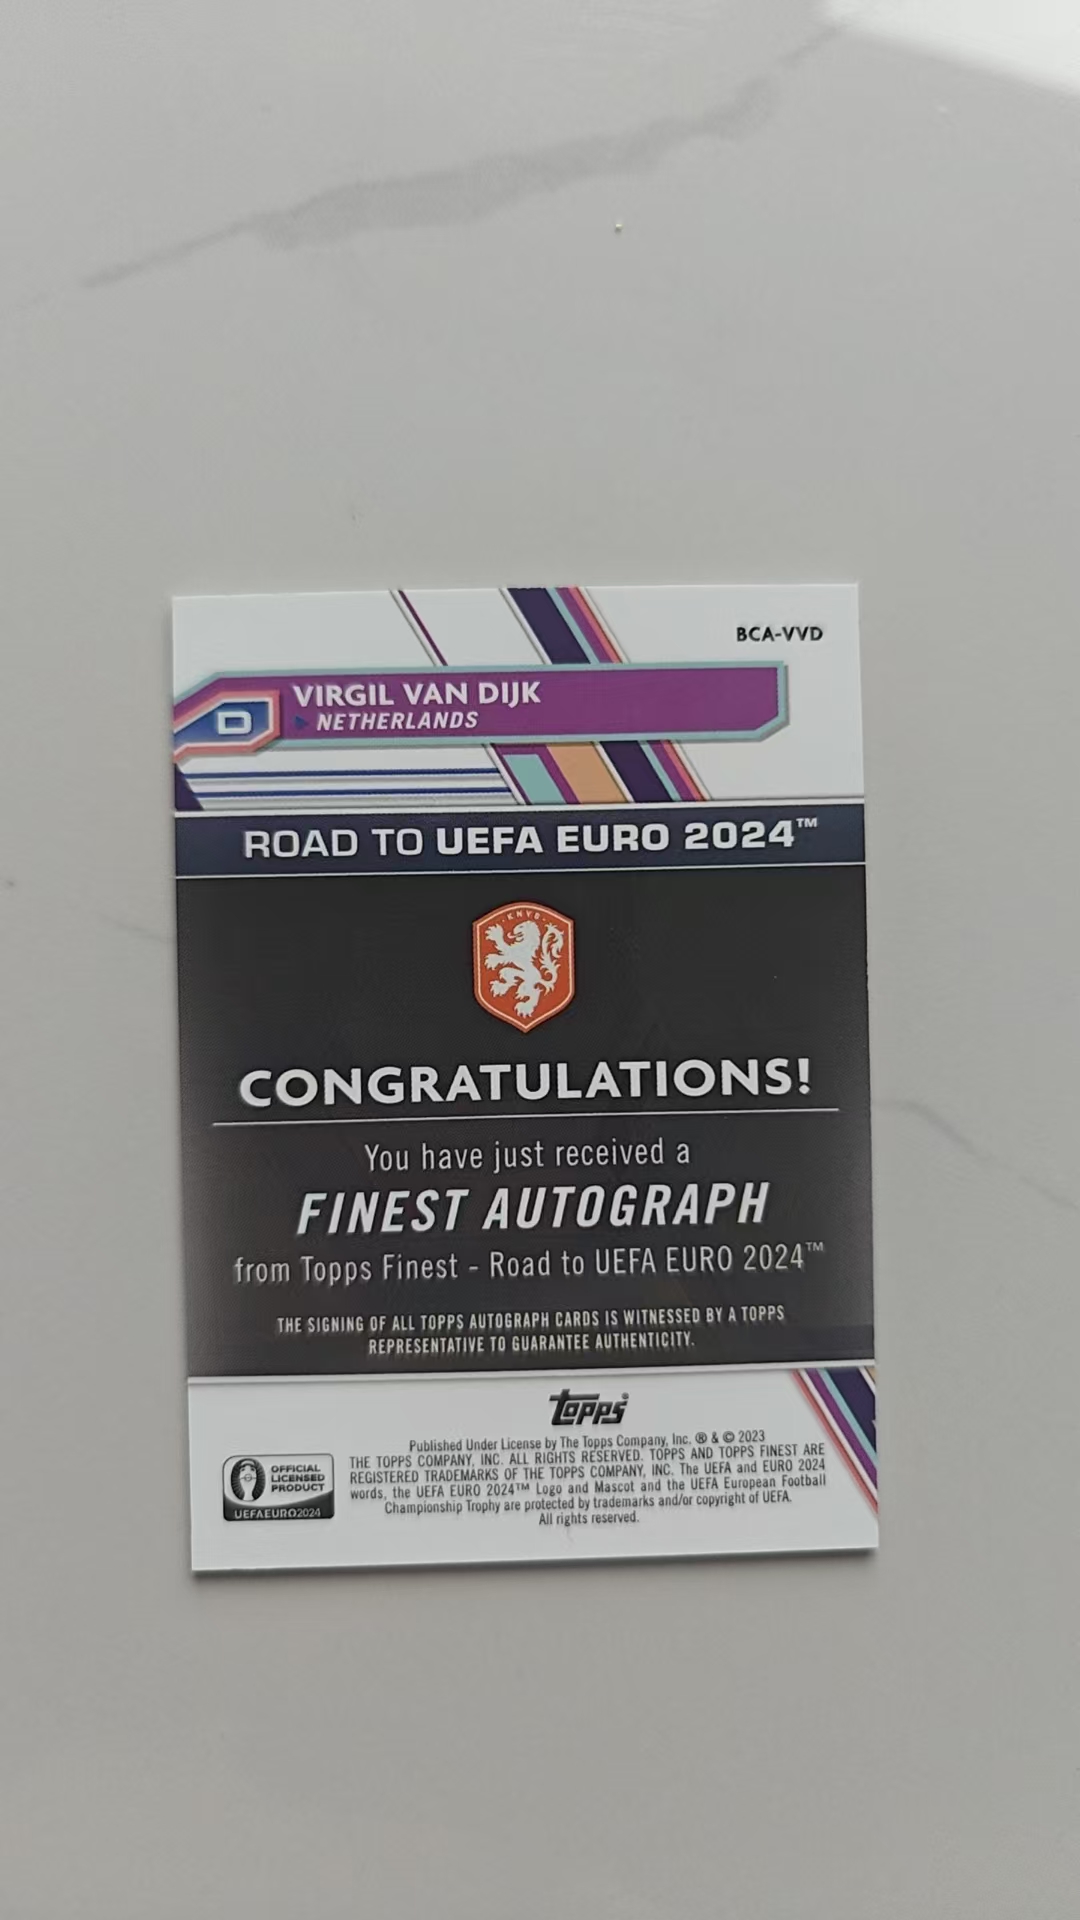 BCA-VVD
VIRGIL VAN DIJK
D
NETHERLANDS
ROAD TO UEFA EURO 2024™
KNVB
CONGRATULATIONS!
You have just received a
FINEST AUTOGRAPH
from Topps Finest - Road to UEFA EURO 2024™
THE SIGNING OF ALL TOPPS AUTOGRAPH CARDS IS WITNESSED BY A TOPPS
REPRESENTATIVE TO GUARANTEE AUTHENTICITY.
topps®
Published Under License by The Topps Company, Inc. ® & © 2023
THE TOPPS COMPANY, INC. ALL RIGHTS RESERVED. TOPPS AND TOPPS FINEST ARE
REGISTERED TRADEMARKS OF THE TOPPS COMPANY, INC. The UEFA and EURO 2024
words, the UEFA EURO 2024™ Logo and Mascot and the UEFA European Football
Championship Trophy are protected by trademarks and/or copyright of UEFA.
All rights reserved.
OFFICIAL
LICENSED
PRODUCT
UEFAEURO2024